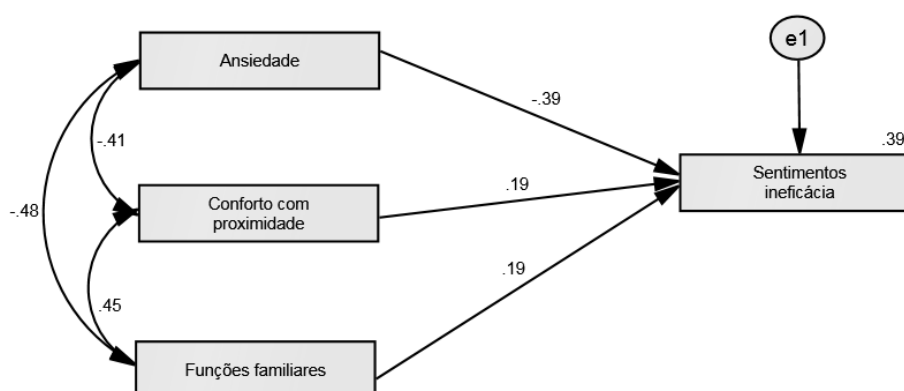 e1
Ansiedade
-.39
.39
-.41
Sentimentos
ineficácia
Conforto com
proximidade
.19
-.48
.19
.45
Funções familiares